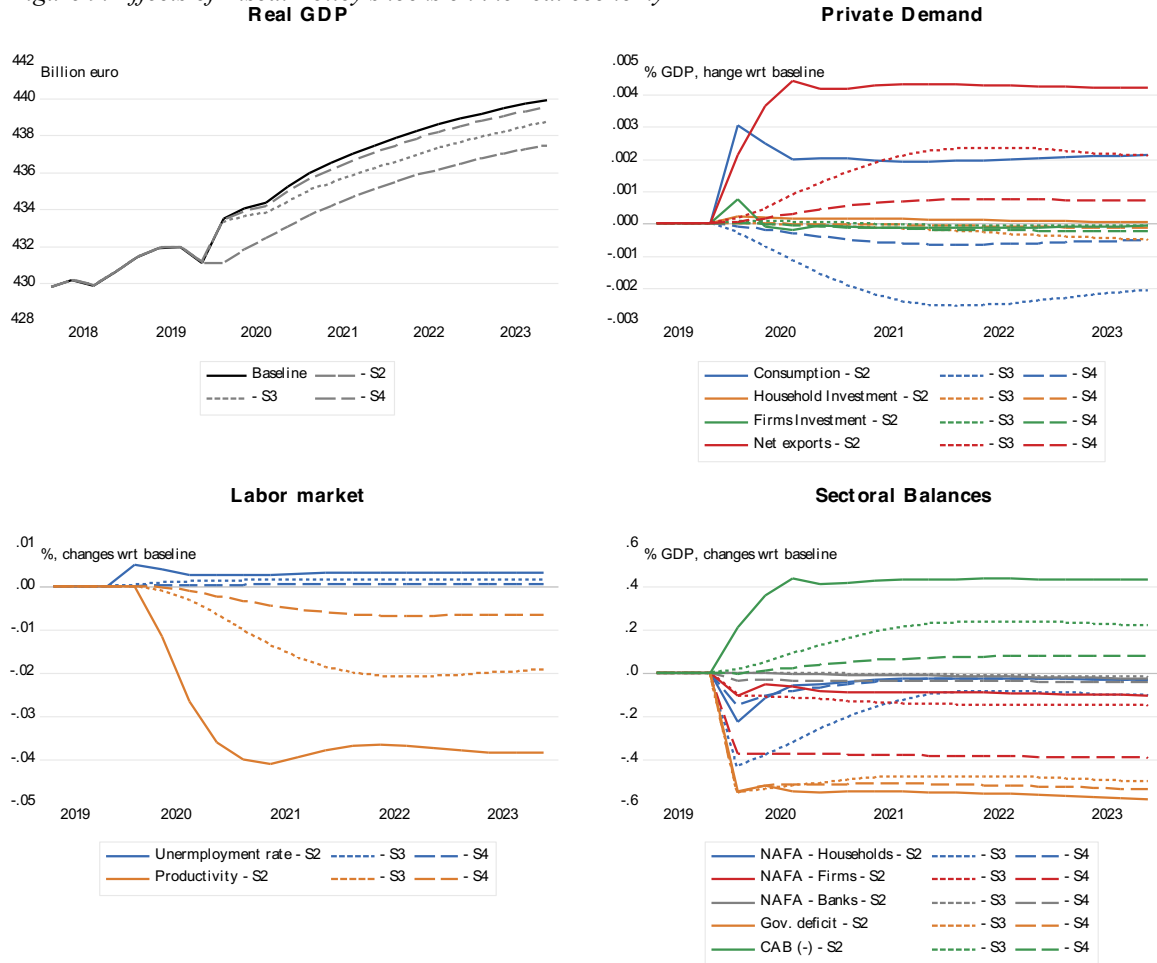 Real GDP
442
Billion euro
440
438
436
434
432
430
428
2018 2019 2020 2021 2022 2023
Baseline - S2
- S3 - S4
Private Demand
.005
% GDP, hange wrt baseline
.004
.003
.002
.001
.000
-.001
-.002
-.003
2019 2020 2021 2022 2023
Consumption - S2 - S3 - S4
Household Investment - S2 - S3 - S4
Firms Investment - S2 - S3 - S4
Net exports - S2 - S3 - S4
Labor market
.01
%, changes wrt baseline
.00
-.01
-.02
-.03
-.04
-.05
2019 2020 2021 2022 2023
Unermployment rate - S2 - S3 - S4
Productivity - S2 - S3 - S4
Sectoral Balances
.6
% GDP, changes wrt baseline
.4
.2
.0
-.2
-.4
-.6
2019 2020 2021 2022 2023
NAFA - Households - S2 - S3 - S4
NAFA - Firms - S2 - S3 - S4
NAFA - Banks - S2 - S3 - S4
Gov. deficit - S2 - S3 - S4
CAB (-) - S2 - S3 - S4